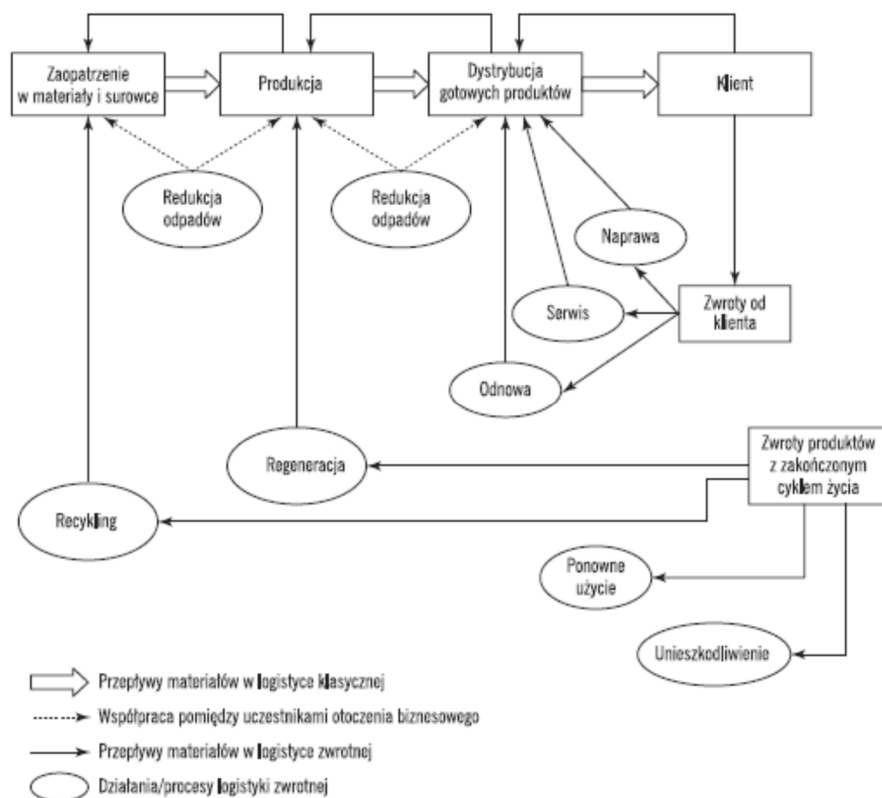 Zaopatrzenie
w materiały i surowce
Produkcja
Dystrybucja
gotowych produktów
Klient
Redukcja
odpadów
Redukcja
odpadów
Naprawa
Serwis
Zwroty od
klienta
Odnowa
Zwroty produktów
z zakończonym
cyklem życia
Regeneracja
Recykling
Ponowne
użycie
Unieszkodliwienie
Przepływy materiałów w logistyce klasycznej
Współpraca pomiędzy uczestnikami otoczenia biznesowego
Przepływy materiałów w logistyce zwrotnej
Działania/procesy logistyki zwrotnej